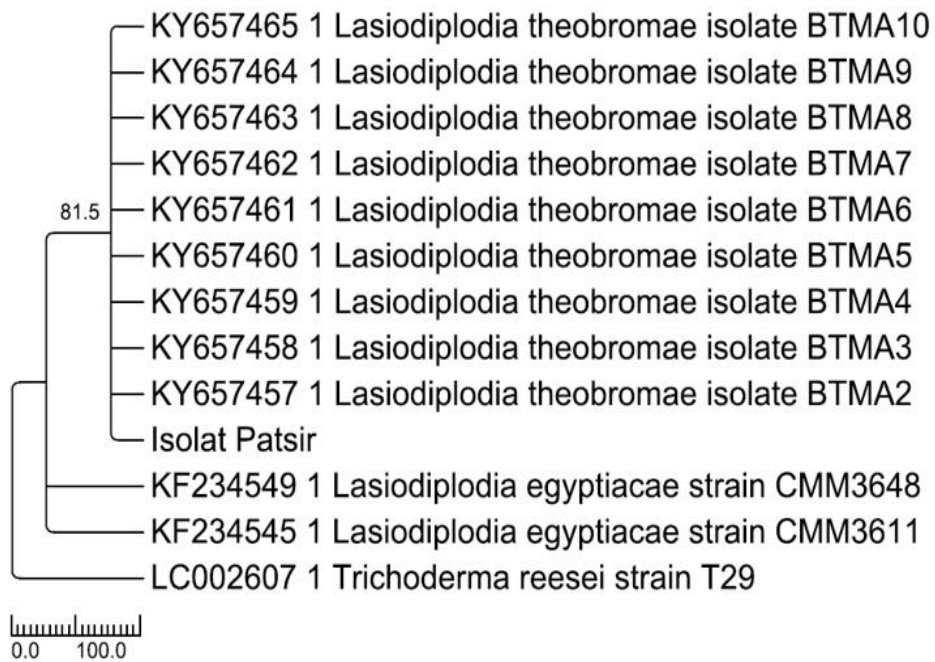 KY657465 1 Lasiodiplodia theobromae isolate BTMA10
KY657464 1 Lasiodiplodia theobromae isolate BTMA9
KY657463 1 Lasiodiplodia theobromae isolate BTMA8
KY657462 1 Lasiodiplodia theobromae isolate BTMA7
81.5
KY657461 1 Lasiodiplodia theobromae isolate BTMA6
KY657460 1 Lasiodiplodia theobromae isolate BTMA5
KY657459 1 Lasiodiplodia theobromae isolate BTMA4
KY657458 1 Lasiodiplodia theobromae isolate BTMA3
KY657457 1 Lasiodiplodia theobromae isolate BTMA2
Isolat Patsir
KF234549 1 Lasiodiplodia egyptiacae strain CMM3648
KF234545 1 Lasiodiplodia egyptiacae strain CMM3611
LC002607 1 Trichoderma reesei strain T29
0.0 100.0